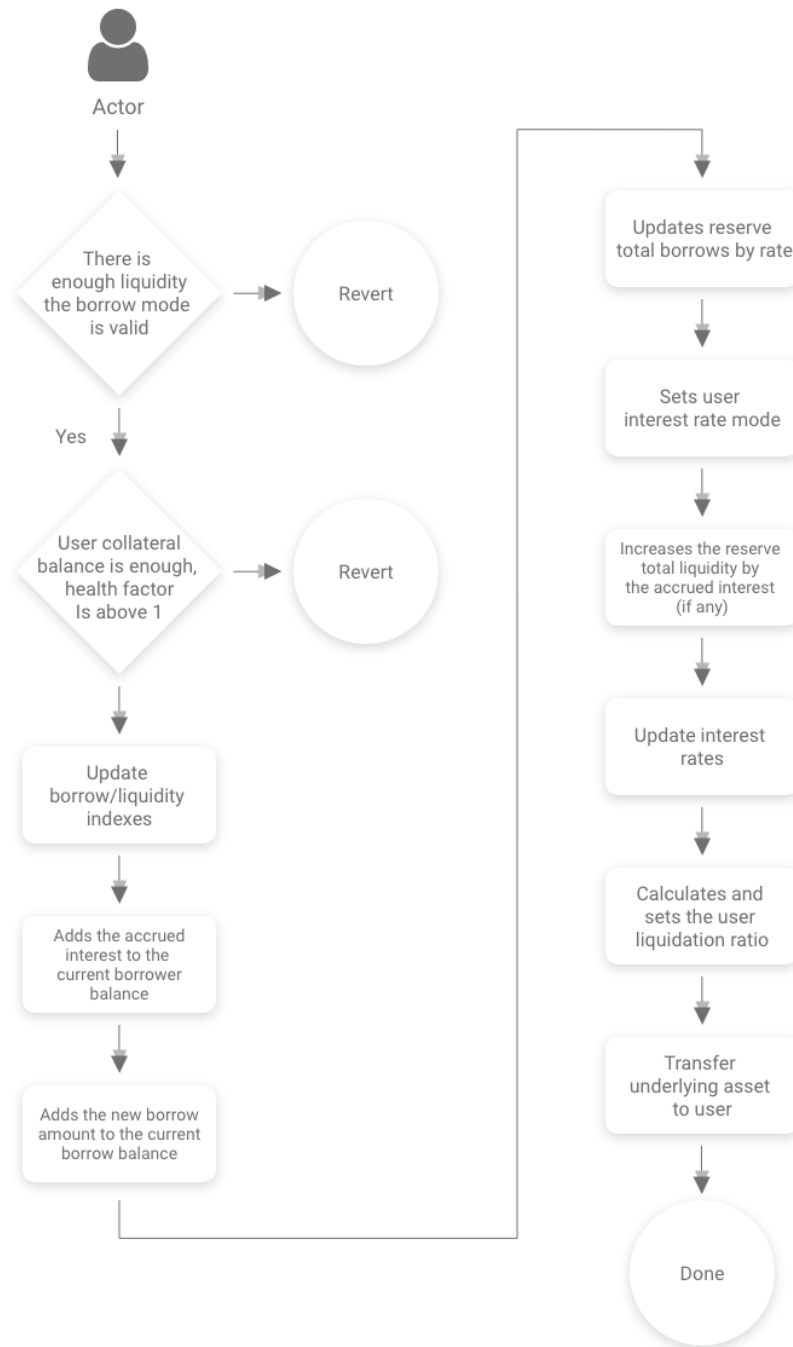 Actor
There is
enough liquidity
the borrow mode
is valid
Revert
Yes
User collateral
balance is enough,
health factor
Is above 1
Revert
Update
borrow/liquidity
indexes
Adds the accrued
interest to the
current borrower
balance
Adds the new borrow
amount to the current
borrow balance
Updates reserve
total borrows by rate
Sets user
interest rate mode
Increases the reserve
total liquidity by
the accrued interest
(if any)
Update interest
rates
Calculates and
sets the user
liquidation ratio
Transfer
underlying asset
to user
Done